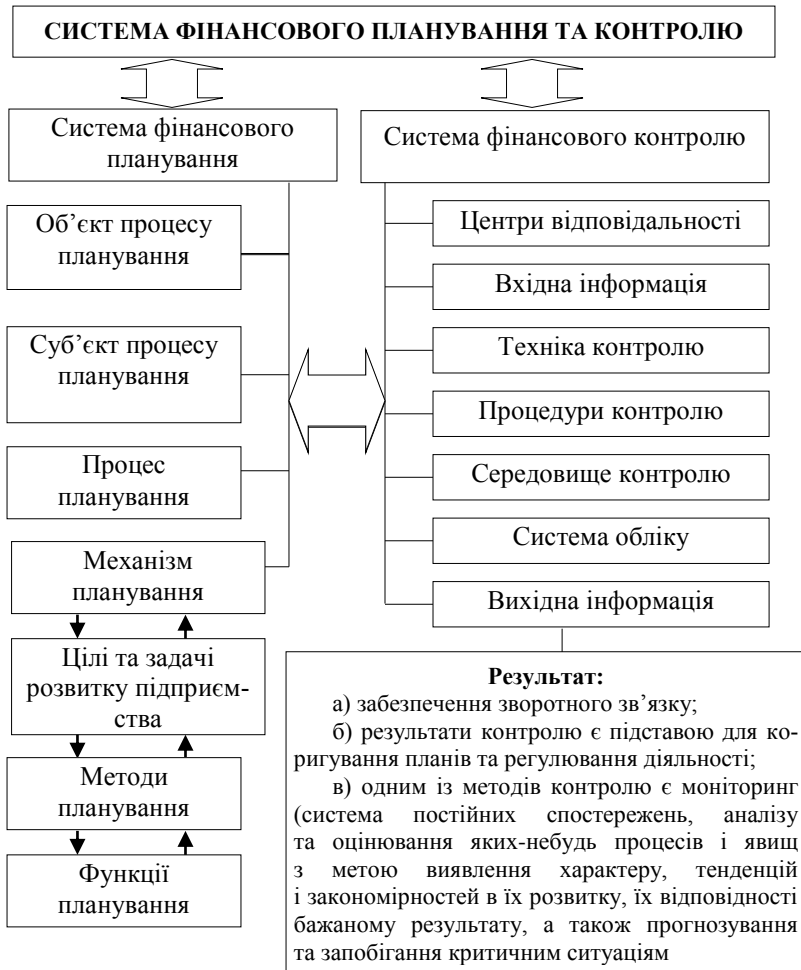 СИСТЕМА ФІНАНСОВОГО ПЛАНУВАННЯ ТА КОНТРОЛЮ
Система фінансового
планування
Об’єкт процесу
планування
Суб’єкт процесу
планування
Процес
планування
Механізм
планування
Цілі та задачі
розвитку підприєм-
ства
Методи
планування
Функції
планування
Система фінансового контролю
Центри відповідальності
Вхідна інформація
Техніка контролю
Процедури контролю
Середовище контролю
Система обліку
Вихідна інформація
Результат:
а) забезпечення зворотного зв’язку;
б) результати контролю є підставою для ко-
ригування планів та регулювання діяльності;
в) одним із методів контролю є моніторинг
(система постійних спостережень, аналізу
та оцінювання яких-небудь процесів і явищ
з метою виявлення характеру, тенденцій
і закономірностей в їх розвитку, їх відповідності
бажаному результату, а також прогнозування
та запобігання критичним ситуаціям